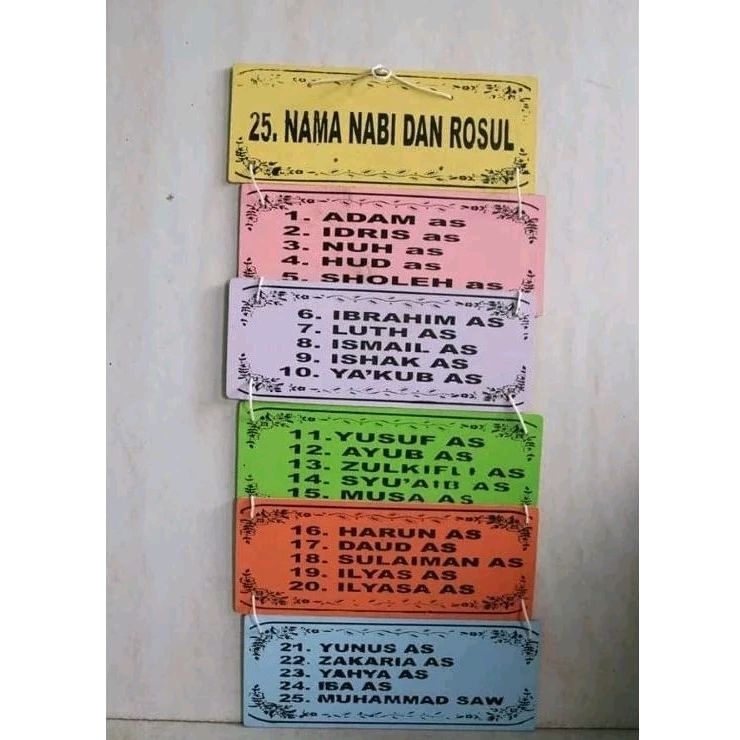 25. NAMA NABI DAN ROSUL
1. ADAM as
2. IDRIS as
3. NUH as
4. HUD as
5. SHOLEH as
6. IBRAHIM AS
7. LUTH AS
8. ISMAIL AS
9. ISHAK AS
10. YA'KUB AS
11.YUSUF AS
12. AYUB AS
13. ZULKIFLI AS
14. SYU'AIB AS
15. MUSA AS
16. HARUN AS
17. DAUD AS
18. SULAIMAN AS
19. ILYAS AS
20. ILYASA AS
21. YUNUS AS
22. ZAKARIA AS
23. YAHYA AS
24. ISA AS
25. MUHAMMAD SAW